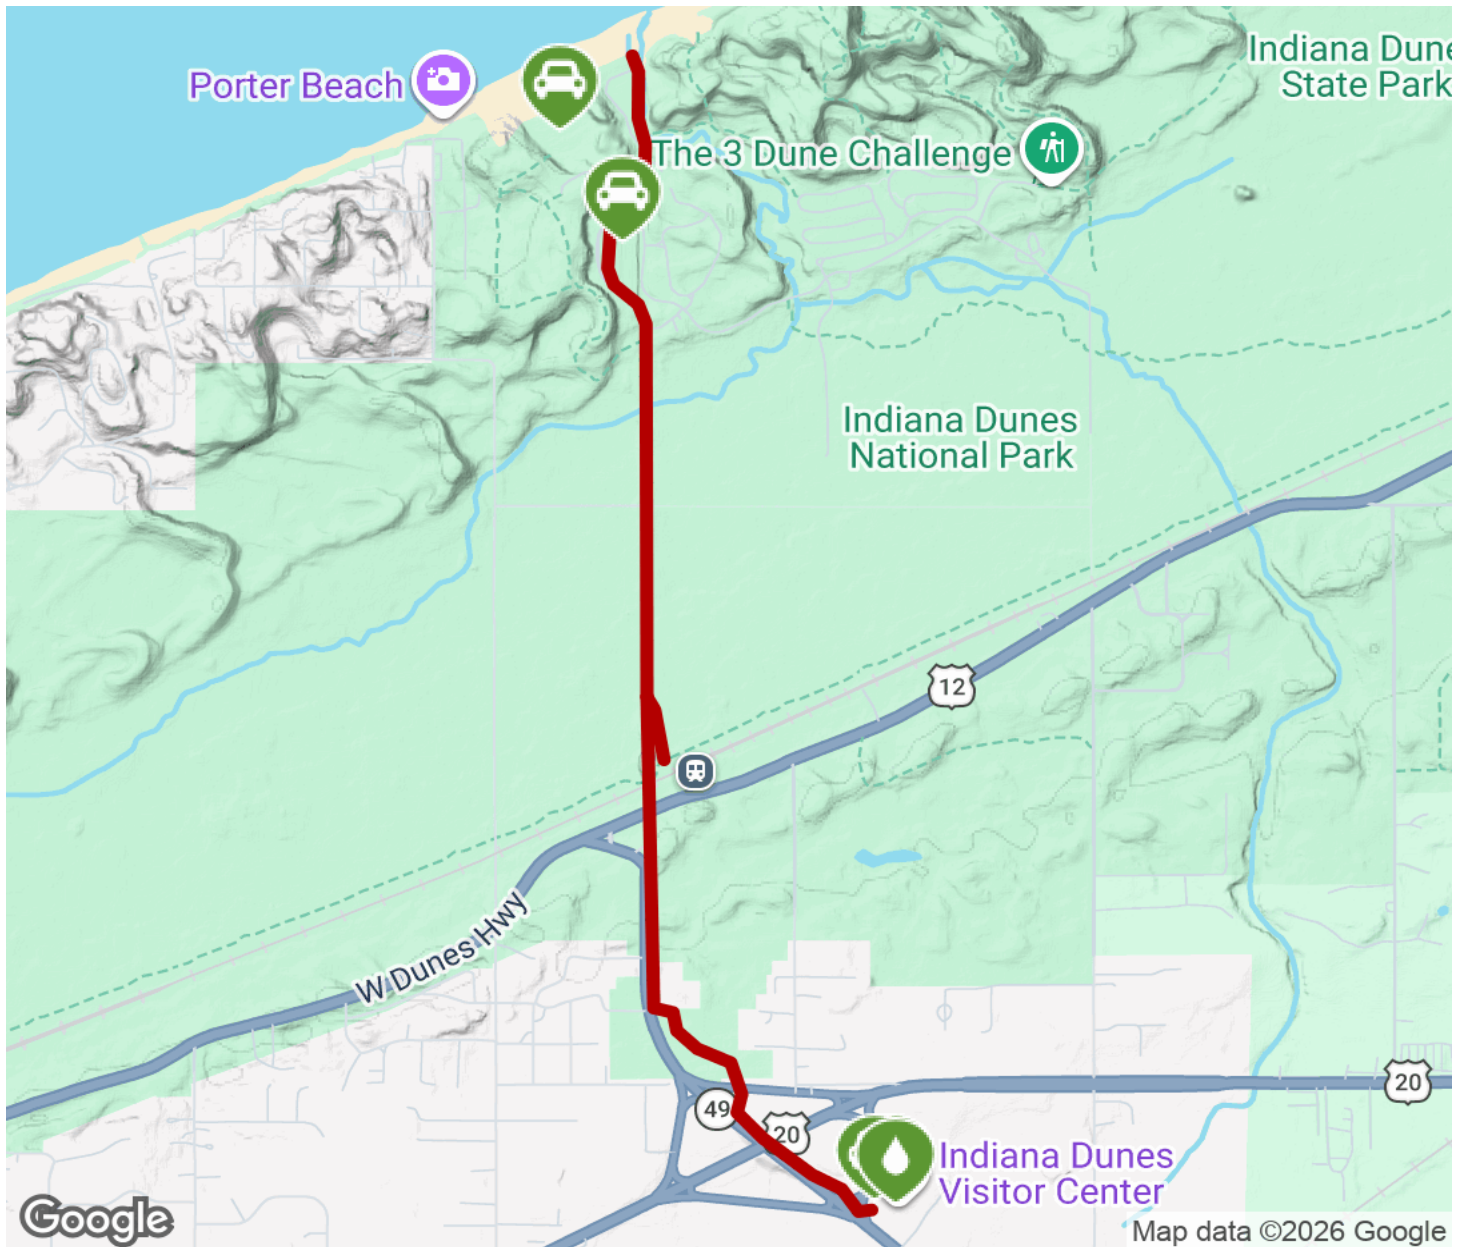 Indiana Dune
State Park
Porter Beach
The 3 Dune Challenge
Indiana Dunes
National Park
12
W Dunes Hwy
20
49
20
Indiana Dunes
Visitor Center
Google
Map data ©2026 Google